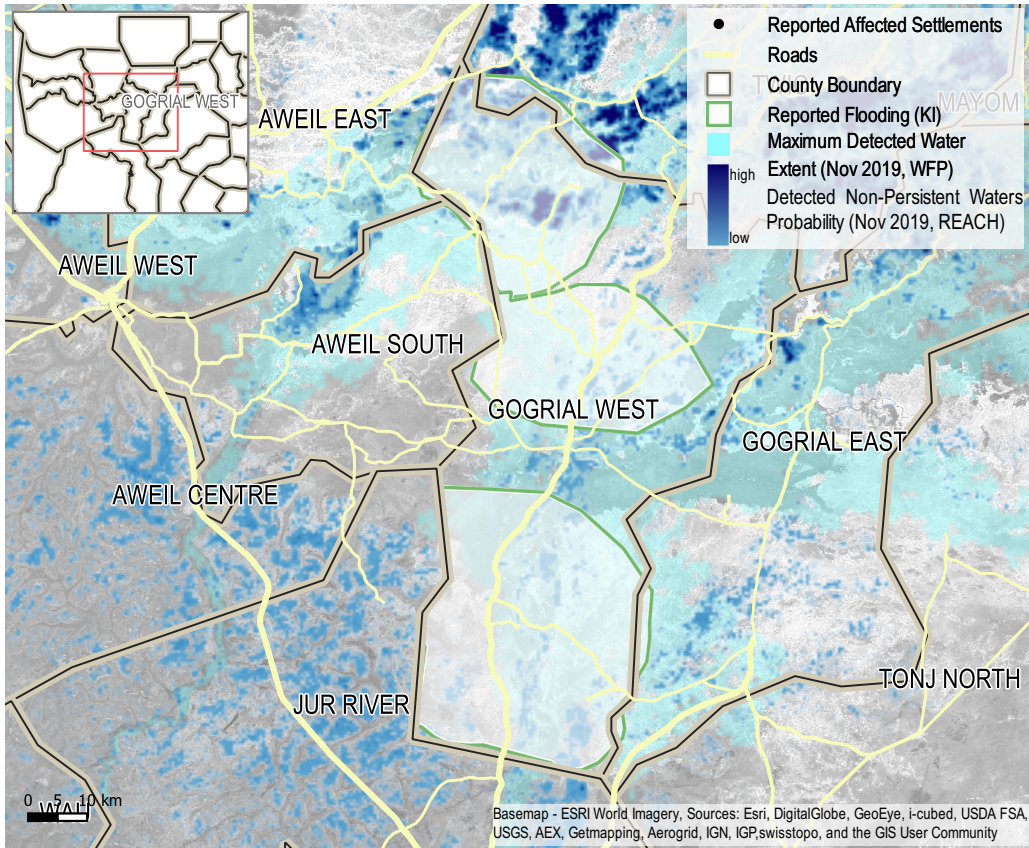 GOGRIAL WEST
Reported Affected Settlements
Roads
County Boundary
Reported Flooding (KI)
Maximum Detected Water
Extent (Nov 2019, WFP)
high
Detected Non-Persistent Waters
Probability (Nov 2019, REACH)
low
TWIC
MAYOM
AWEIL EAST
AWEIL WEST
AWEIL SOUTH
GOGRIAL WEST
GOGRIAL EAST
AWEIL CENTRE
TONJ NORTH
JUR RIVER
WAU
0 5 10 km
Basemap - ESRI World Imagery, Sources: Esri, DigitalGlobe, GeoEye, i-cubed, USDA FSA,
USGS, AEX, Getmapping, Aerogrid, IGN, IGP,swisstopo, and the GIS User Community